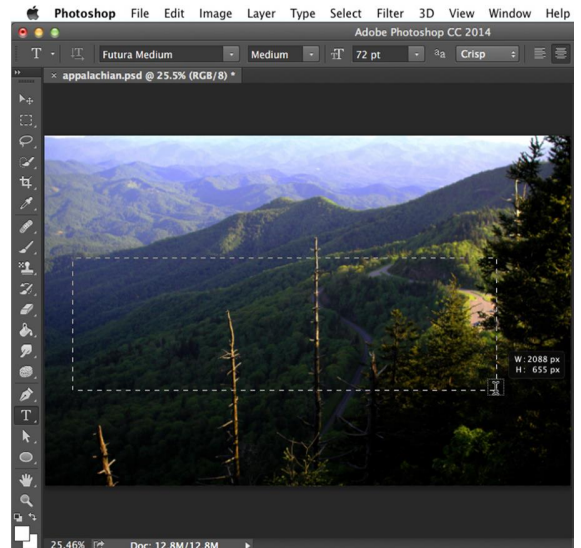 Photoshop File Edit Image Layer Type Select Filter 3D View Window Help
Adobe Photoshop CC 2014
T Futura Medium Medium T 72 pt aa Crisp
× appalachian.psd @ 25.5% (RGB/8) *
W: 2088 px
H: 655 px
T
25.46% Doc: 12.8M/12.8M